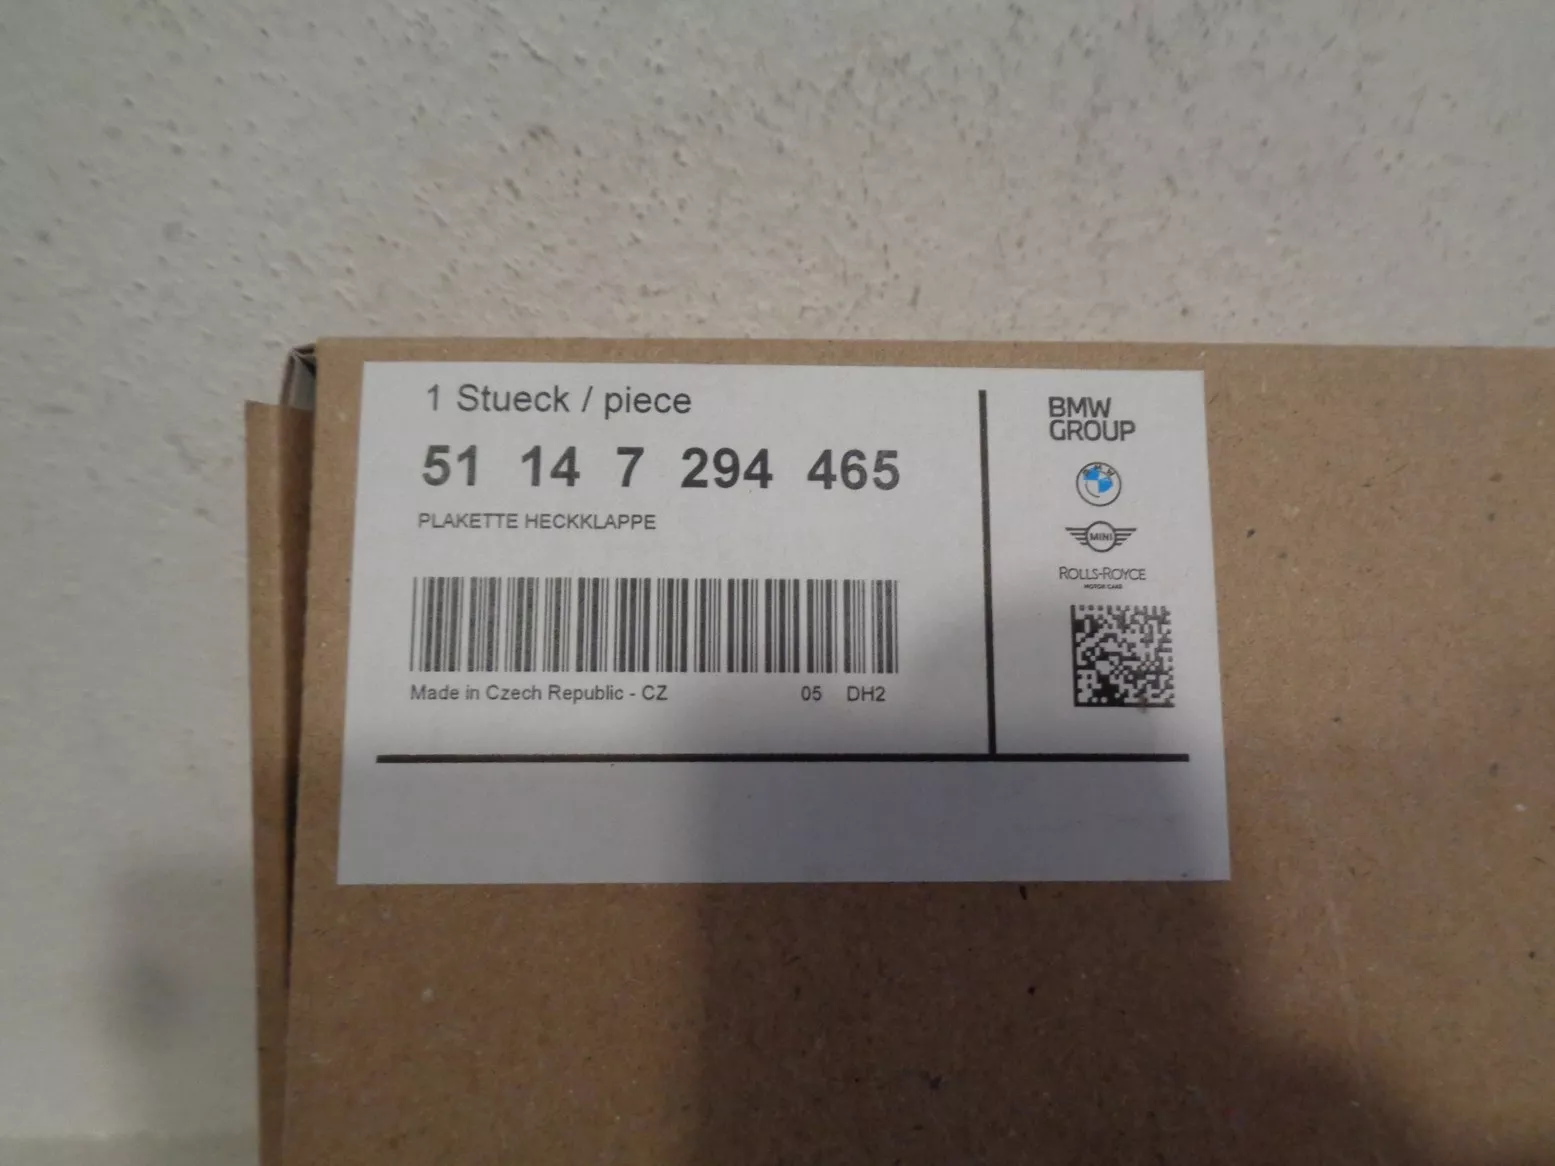 1 Stueck / piece
51 14 7 294 465
PLAKETTE HECKKLAPPE
Made in Czech Republic - CZ 05 DH2
BMW
GROUP
BMW
MINI
ROLLS-ROYCE
MOTOR CARS